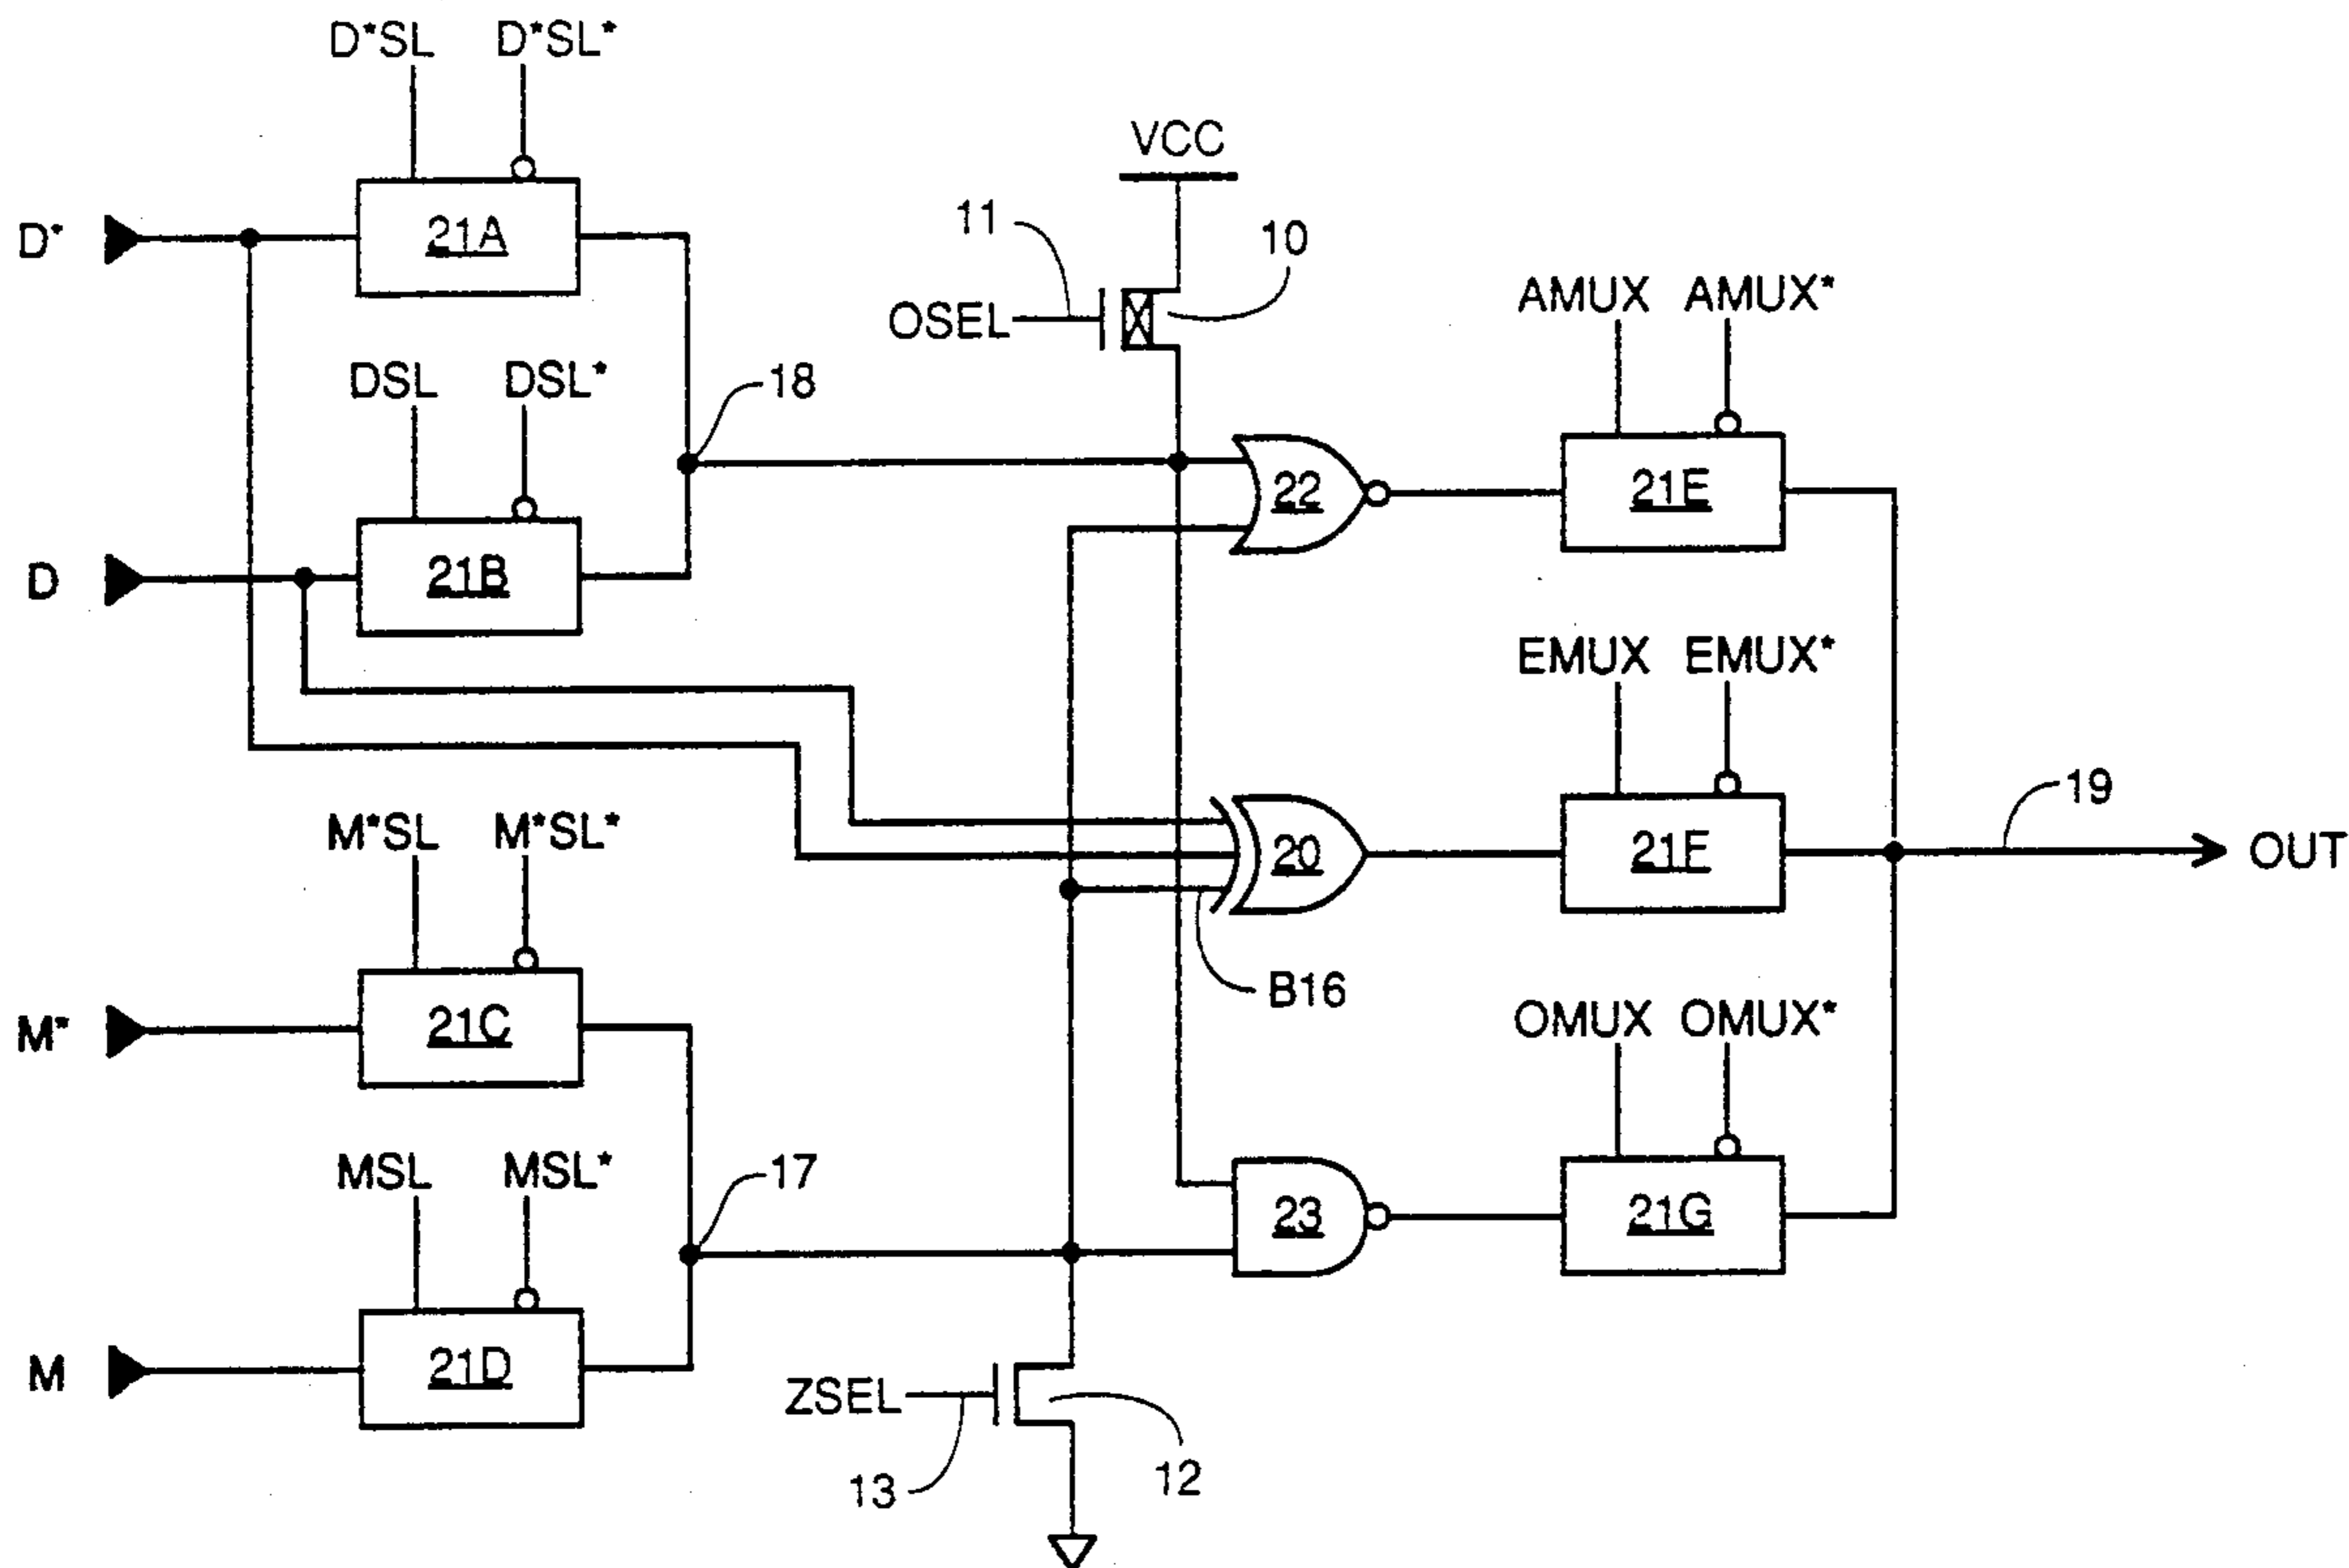 D*SL D*SL*
VCC
D*
21A
11
10
OSEL
AMUX AMUX*
DSL DSL*
18
22
21E
D
21B
EMUX EMUX*
M*SL M*SL*
19
20
21F
OUT
B16
M*
21C
OMUX OMUX*
MSL MSL*
17
23
21G
M
21D
ZSEL
13
12